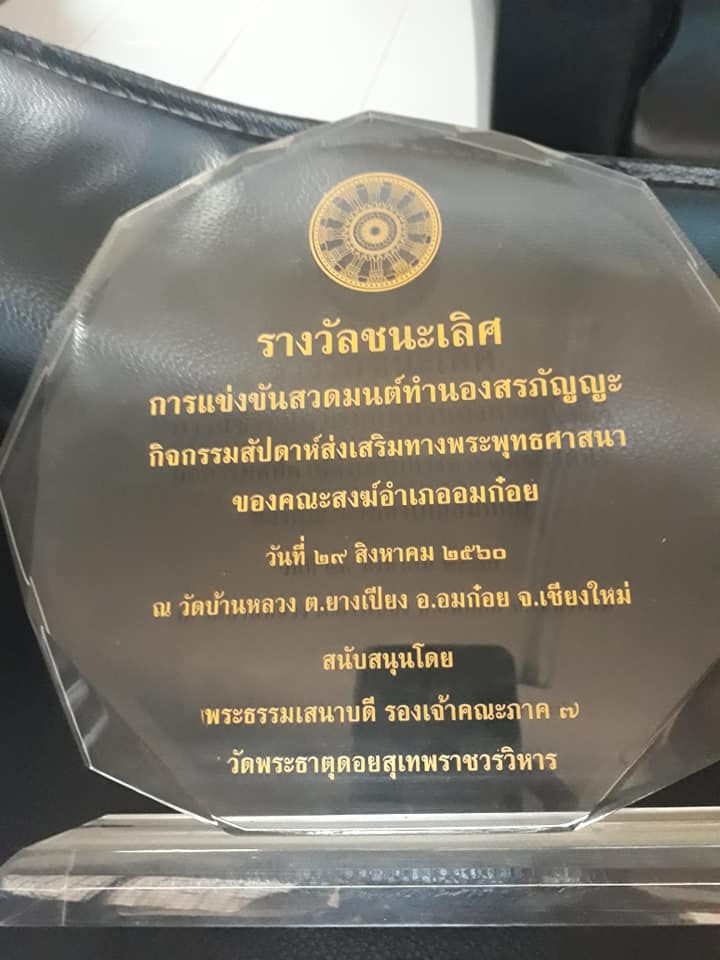 รางวัลชนะเลิศ
การแข่งขันสวดมนต์ทำนองสรภัญญะ
กิจกรรมสัปดาห์ส่งเสริมทางพระพุทธศาสนา
ของคณะสงฆ์อำเภออมก๋อย
วันที่ ๒๙ สิงหาคม ๒๕๖๐
ณ วัดบ้านหลวง ต.ยางเปียง อ.อมก๋อย จ.เชียงใหม่
สนับสนุนโดย
พระธรรมเสนาบดี รองเจ้าคณะภาค ๗
วัดพระธาตุดอยสุเทพราชวรวิหาร